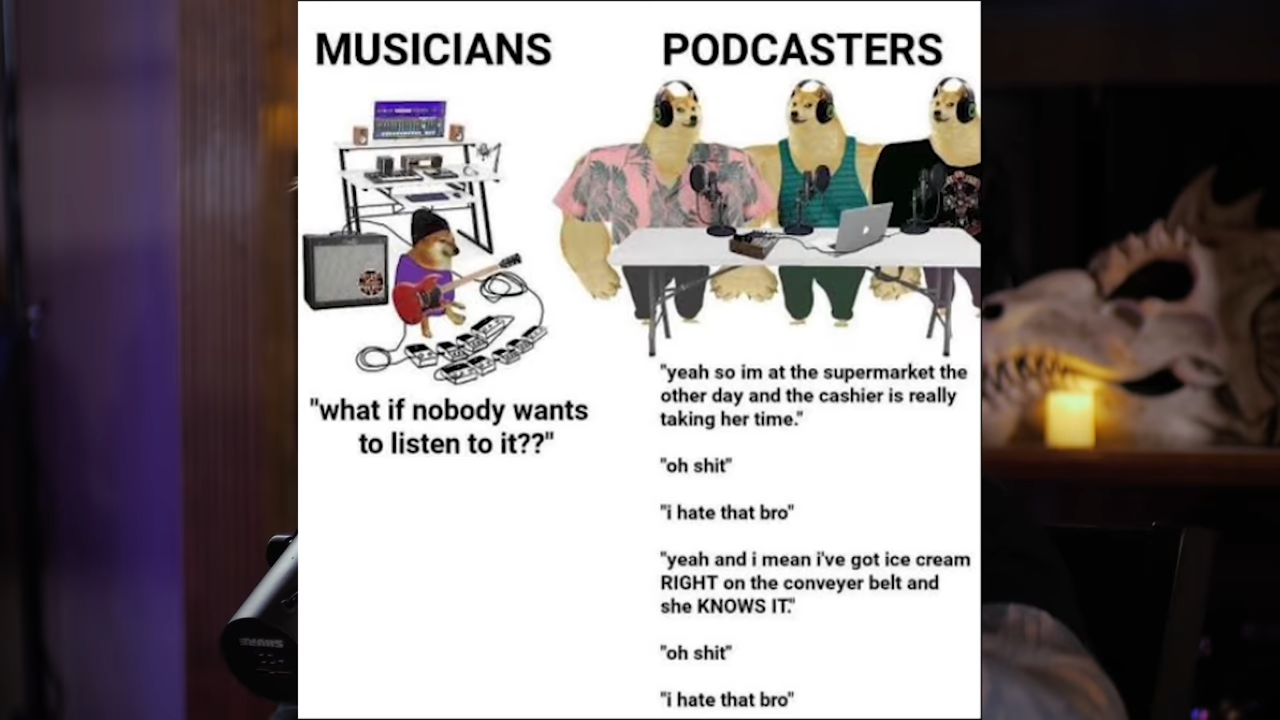 MUSICIANS
PODCASTERS
"what if nobody wants
to listen to it??"
"yeah so im at the supermarket the
other day and the cashier is really
taking her time."
"oh shit"
"i hate that bro"
"yeah and i mean i've got ice cream
RIGHT on the conveyer belt and
she KNOWS IT."
"oh shit"
"i hate that bro"